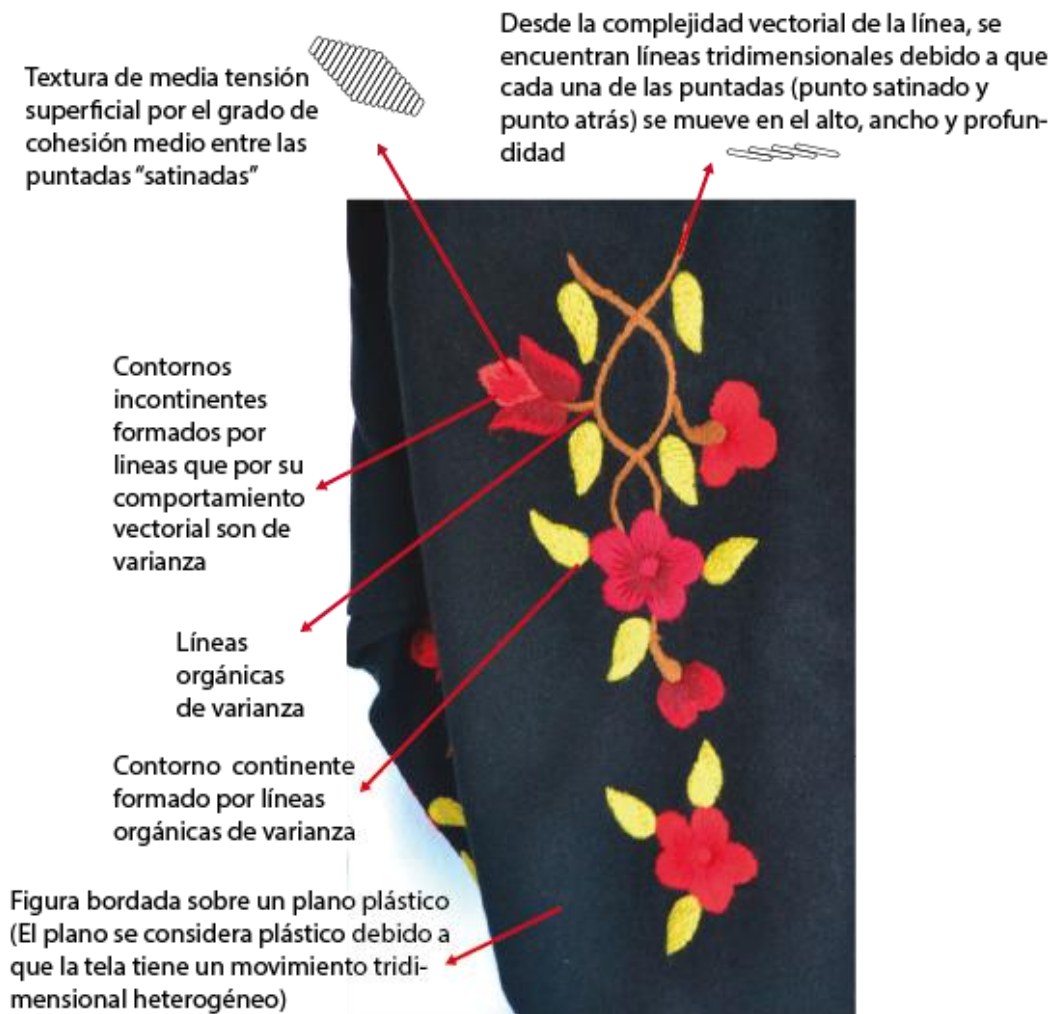 Textura de media tensión
superficial por el grado de
cohesión medio entre las
puntadas “satinadas”
Desde la complejidad vectorial de la línea, se
encuentran líneas tridimensionales debido a que
cada una de las puntadas (punto satinado y
punto atrás) se mueve en el alto, ancho y profun-
didad
Contornos
incontinentes
formados por
lineas que por su
comportamiento
vectorial son de
varianza
Líneas
orgánicas
de varianza
Contorno continente
formado por líneas
orgánicas de varianza
Figura bordada sobre un plano plástico
(El plano se considera plástico debido a
que la tela tiene un movimiento tridi-
mensional heterogéneo)